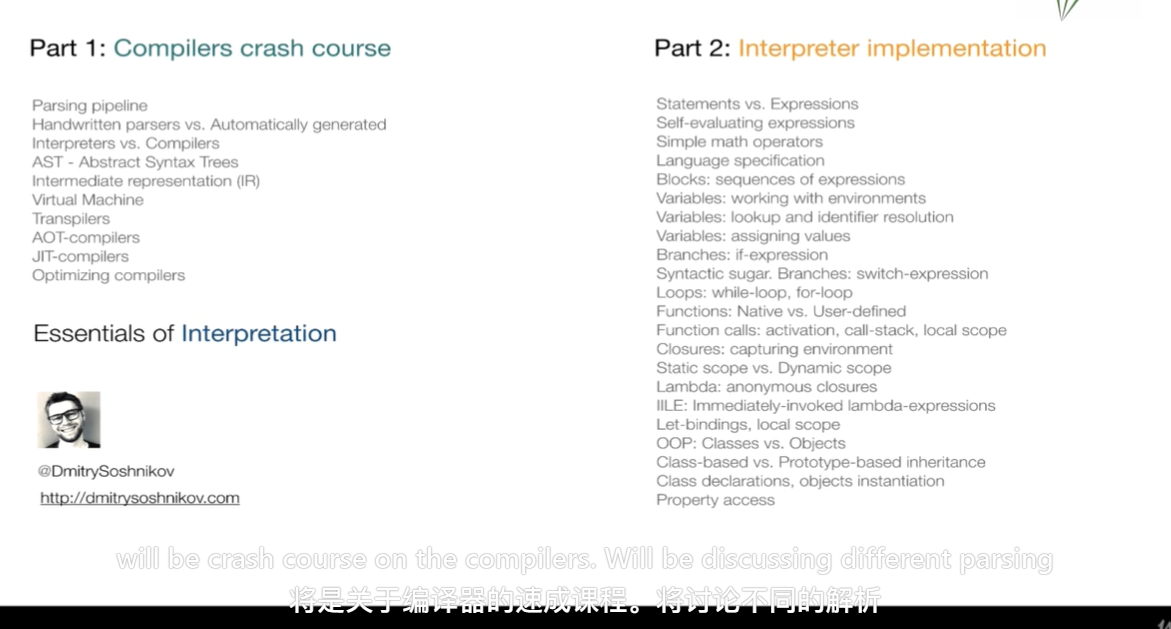 Part 1: Compilers crash course
Parsing pipeline
Handwritten parsers vs. Automatically generated
Interpreters vs. Compilers
AST - Abstract Syntax Trees
Intermediate representation (IR)
Virtual Machine
Transpilers
AOT-compilers
JIT-compilers
Optimizing compilers
Essentials of Interpretation
@DmitrySoshnikov
http://dmitrysoshnikov.com
Part 2: Interpreter implementation
Statements vs. Expressions
Self-evaluating expressions
Simple math operators
Language specification
Blocks: sequences of expressions
Variables: working with environments
Variables: lookup and identifier resolution
Variables: assigning values
Branches: if-expression
Syntactic sugar. Branches: switch-expression
Loops: while-loop, for-loop
Functions: Native vs. User-defined
Function calls: activation, call-stack, local scope
Closures: capturing environment
Static scope vs. Dynamic scope
Lambda: anonymous closures
IILE: Immediately-invoked lambda-expressions
Let-bindings, local scope
OOP: Classes vs. Objects
Class-based vs. Prototype-based inheritance
Class declarations, objects instantiation
Property access
will be crash course on the compilers. Will be discussing different parsing
将是关于编译器的速成课程。将讨论不同的解析